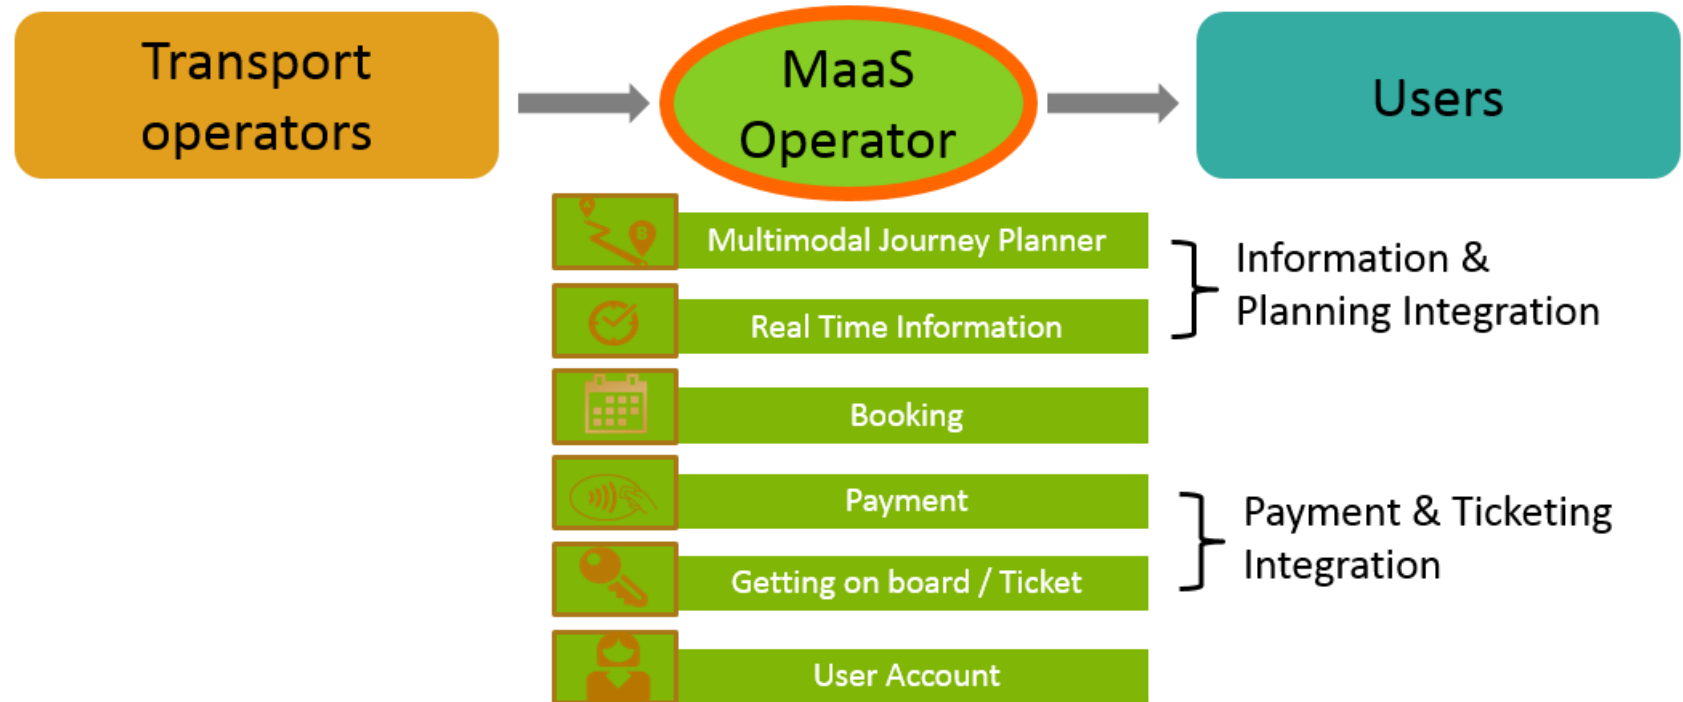 Transport
operators
MaaS
Operator
Users
Multimodal Journey Planner
Real Time Information
Information &
Planning Integration
Booking
Payment
Getting on board / Ticket
Payment & Ticketing
Integration
User Account